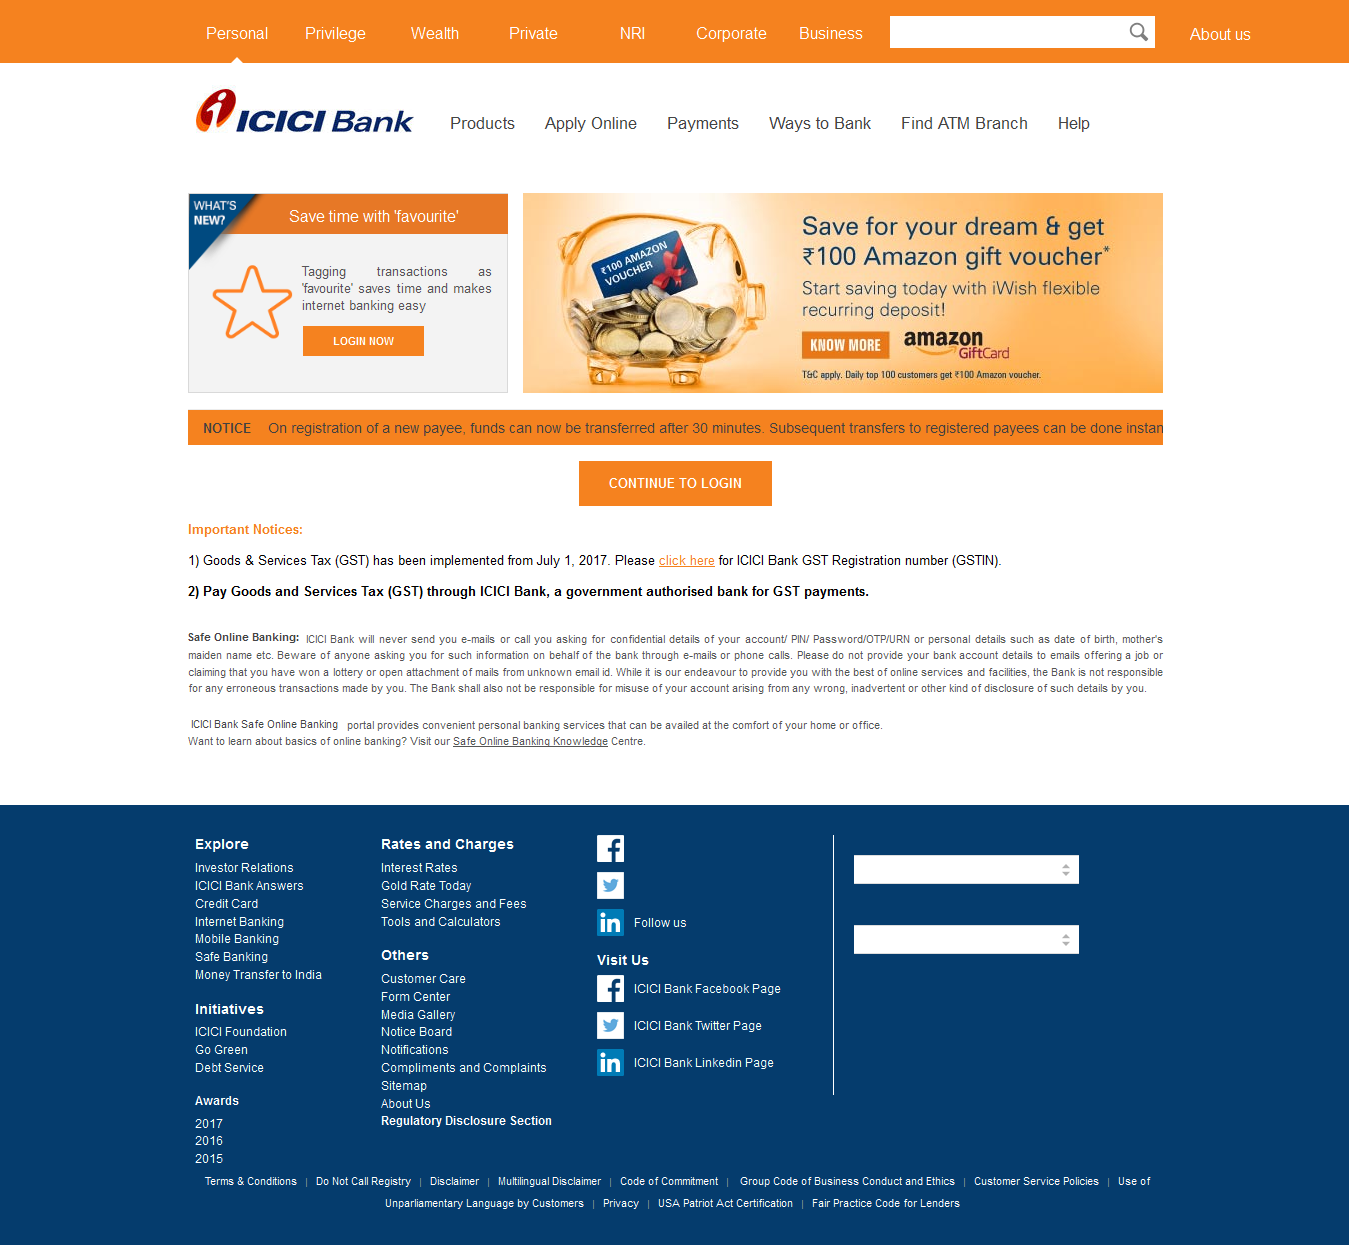 Personal
Privilege
Wealth
Private
NRI
Corporate
Business
About us
i ICICI Bank
Products
Apply Online
Payments
Ways to Bank
Find ATM Branch
Help
WHAT'S
NEW?
Save time with 'favourite'
Tagging transactions as
'favourite' saves time and makes
internet banking easy
LOGIN NOW
₹100 AMAZON
VOUCHER
Save for your dream & get
₹100 Amazon gift voucher*
Start saving today with iWish flexible
recurring deposit!
KNOW MORE
amazon
GiftCard
T&C apply. Daily top 100 customers get ₹100 Amazon voucher.
NOTICE On registration of a new payee, funds can now be transferred after 30 minutes. Subsequent transfers to registered payees can be done instan
CONTINUE TO LOGIN
Important Notices:
1) Goods & Services Tax (GST) has been implemented from July 1, 2017. Please click here for ICICI Bank GST Registration number (GSTIN).
2) Pay Goods and Services Tax (GST) through ICICI Bank, a government authorised bank for GST payments.
Safe Online Banking: ICICI Bank will never send you e-mails or call you asking for confidential details of your account/ PIN/ Password/OTP/URN or personal details such as date of birth, mother's
maiden name etc. Beware of anyone asking you for such information on behalf of the bank through e-mails or phone calls. Please do not provide your bank account details to emails offering a job or
claiming that you have won a lottery or open attachment of mails from unknown email id. While it is our endeavour to provide you with the best of online services and facilities, the Bank is not responsible
for any erroneous transactions made by you. The Bank shall also not be responsible for misuse of your account arising from any wrong, inadvertent or other kind of disclosure of such details by you.
ICICI Bank Safe Online Banking portal provides convenient personal banking services that can be availed at the comfort of your home or office.
Want to learn about basics of online banking? Visit our Safe Online Banking Knowledge Centre.
Explore
Investor Relations
ICICI Bank Answers
Credit Card
Internet Banking
Mobile Banking
Safe Banking
Money Transfer to India
Initiatives
ICICI Foundation
Go Green
Debt Service
Awards
2017
2016
2015
Rates and Charges
Interest Rates
Gold Rate Today
Service Charges and Fees
Tools and Calculators
Others
Customer Care
Form Center
Media Gallery
Notice Board
Notifications
Compliments and Complaints
Sitemap
About Us
Regulatory Disclosure Section
f
in Follow us
Visit Us
f ICICI Bank Facebook Page
ICICI Bank Twitter Page
in ICICI Bank Linkedin Page
Terms & Conditions | Do Not Call Registry | Disclaimer | Multilingual Disclaimer | Code of Commitment | Group Code of Business Conduct and Ethics | Customer Service Policies | Use of
Unparliamentary Language by Customers | Privacy | USA Patriot Act Certification | Fair Practice Code for Lenders